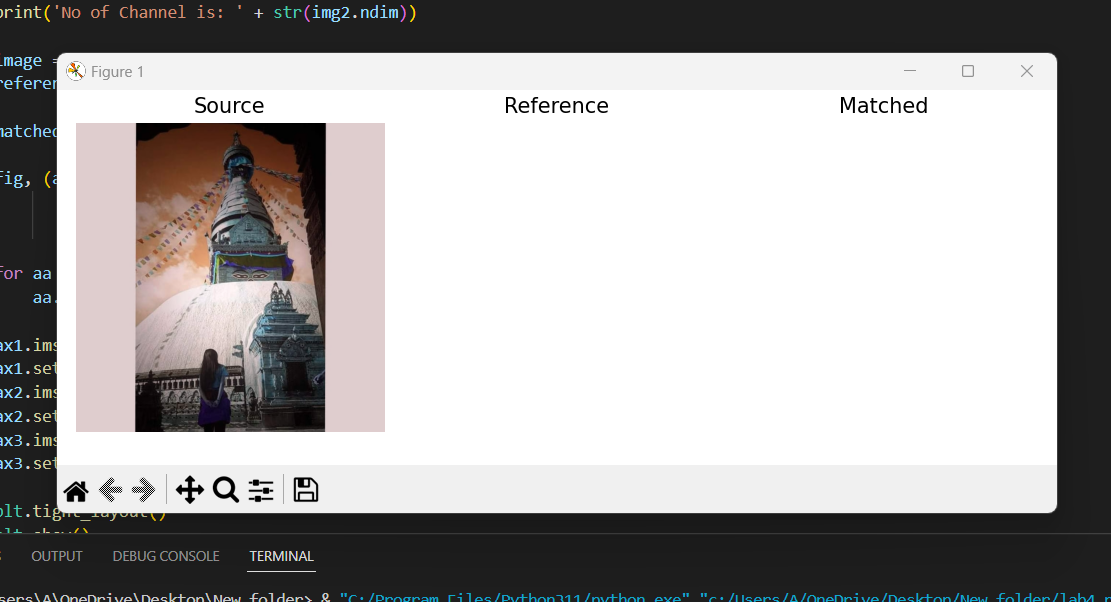 print('No of Channel is: ' + str(img2.ndim))
image =
Figure 1
Source
Reference
Matched
fig, (a
for aa
aa.
ax1.ims
ax1.set
ax2.ims
ax2.set
ax3.ims
ax3.set
plt.tight_layout()
plt.show()
OUTPUT
DEBUG CONSOLE
TERMINAL
sers\A\OneDrive\Desktop\New folder> & "C:/Program Files/Python311/python.exe" "c:/Users/A/OneDrive/Desktop/New folder/lab4.p